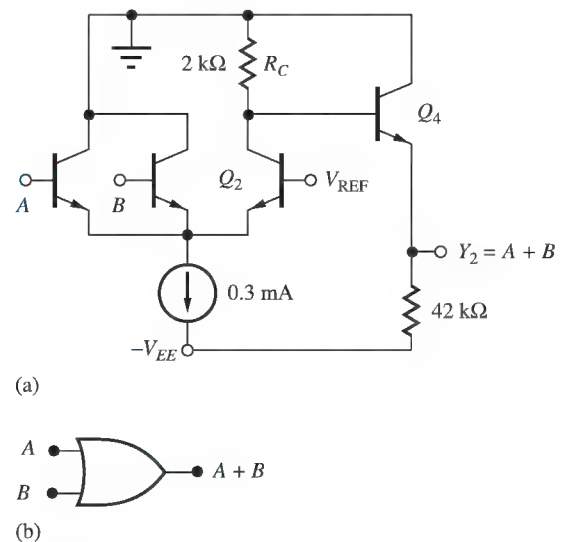 2 kΩ R_C
Q_4
Q_2 V_REF
A B
Y_2 = A + B
0.3 mA
42 kΩ
-V_EE
(a)
A
A + B
B
(b)